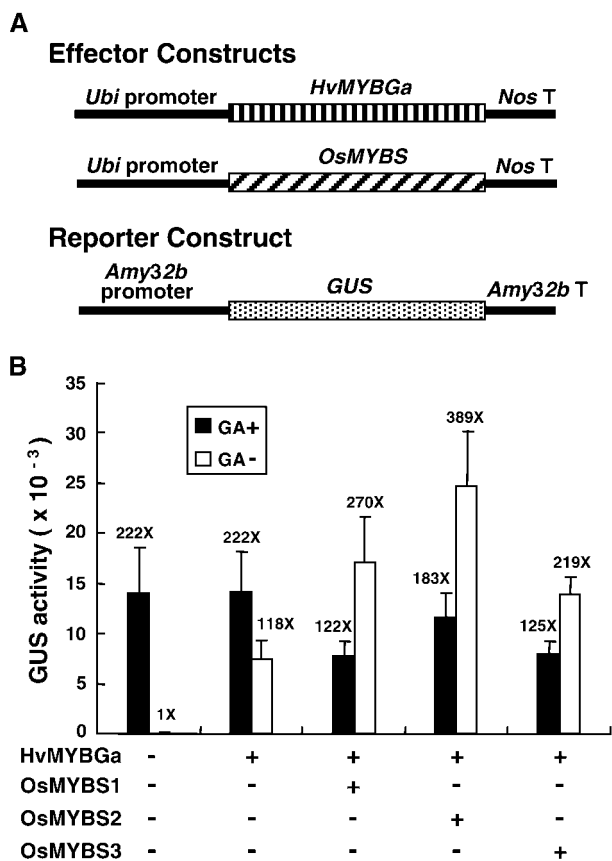 A
Effector Constructs
Ubi promoter HvMYBGa Nos T
Ubi promoter OsMYBS Nos T
Reporter Construct
Amy32b promoter GUS Amy32b T
B
GUS activity ( x 10 -3 )
35
30
25
20
15
10
5
0
GA+
GA-
222X
1X
222X
118X
122X
270X
183X
389X
125X
219X
HvMYBGa - + + + +
OsMYBS1 - - + - -
OsMYBS2 - - - + -
OsMYBS3 - - - - +